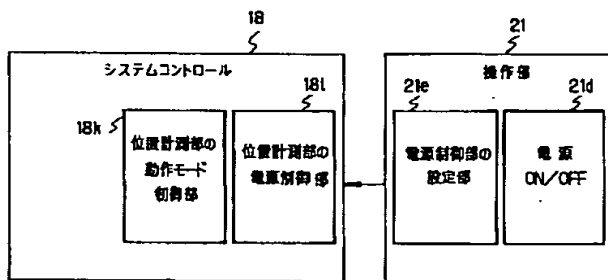 18
システムコントロール
18k
位置計測部の
動作モード
制御部
18l
位置計測部の
電源制御部
21
操作部
21e
電源制御部の
設定部
21d
電源
ON/OFF